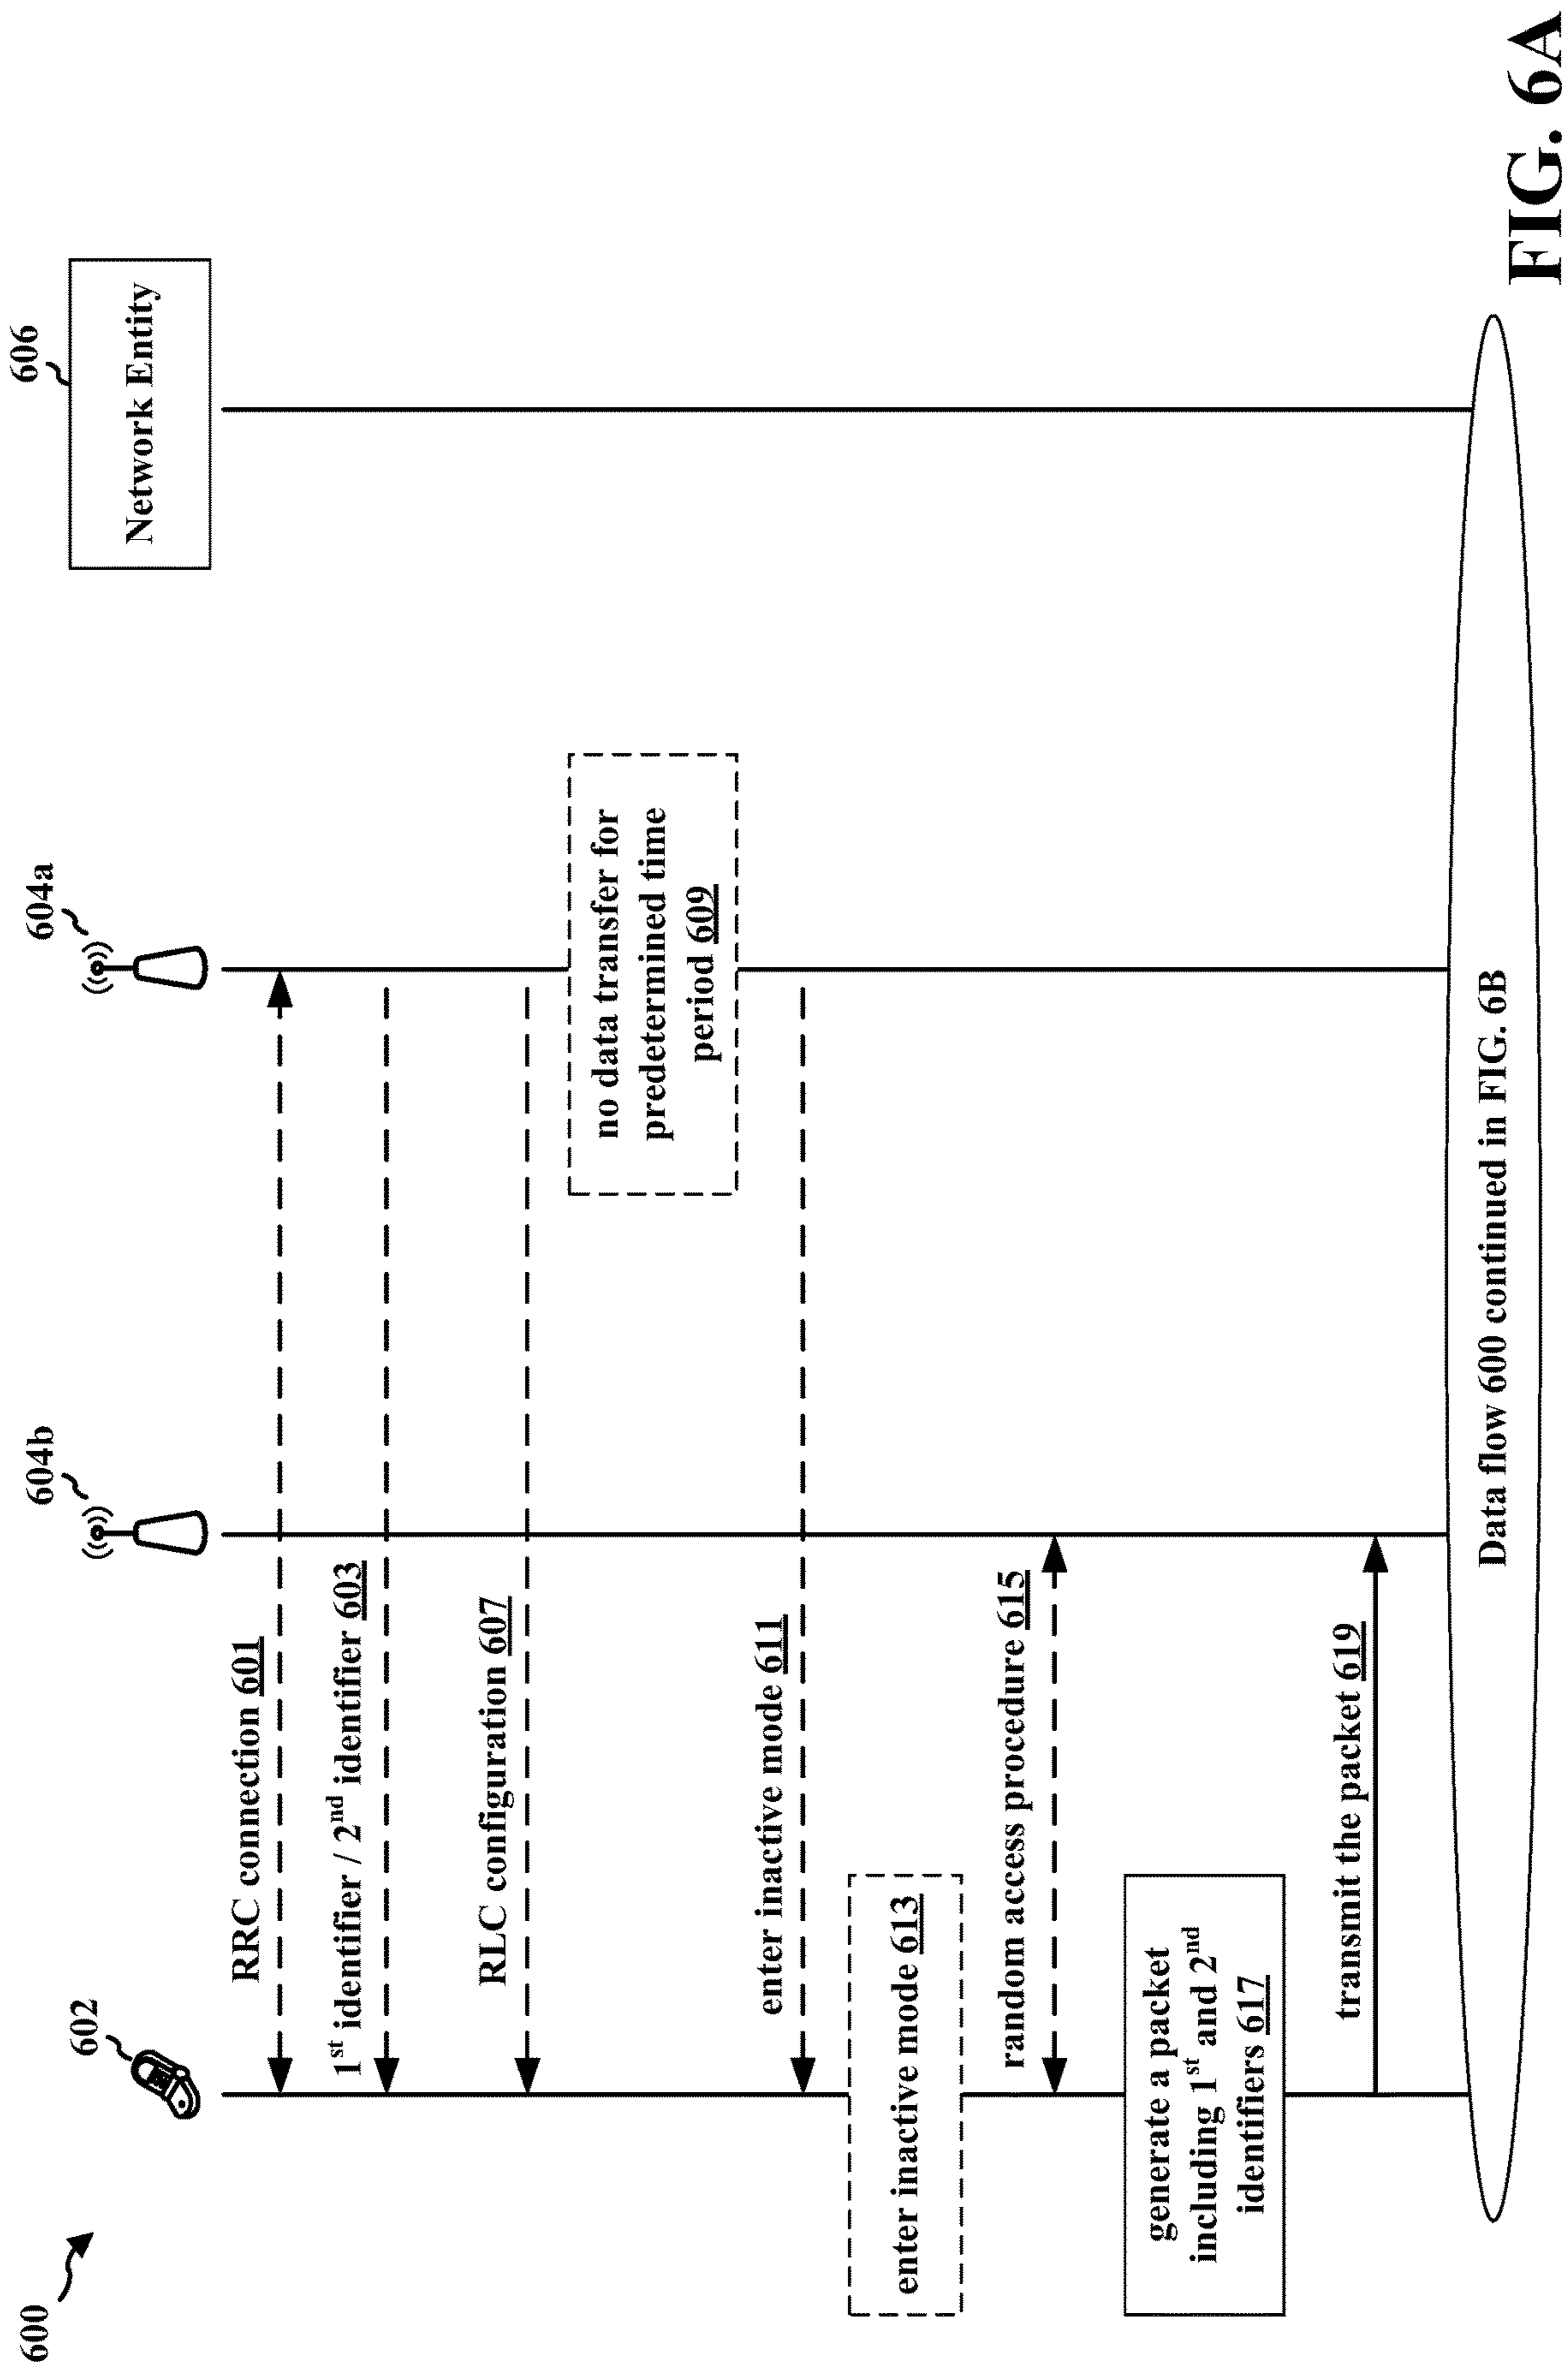 600
602
604b
604a
606
Network Entity
RRC connection 601
1st identifier / 2nd identifier 603
RLC configuration 607
no data transfer for
predetermined time
period 609
enter inactive mode 611
enter inactive mode 613
random access procedure 615
generate a packet
including 1st and 2nd
identifiers 617
transmit the packet 619
Data flow 600 continued in FIG. 6B
FIG. 6A